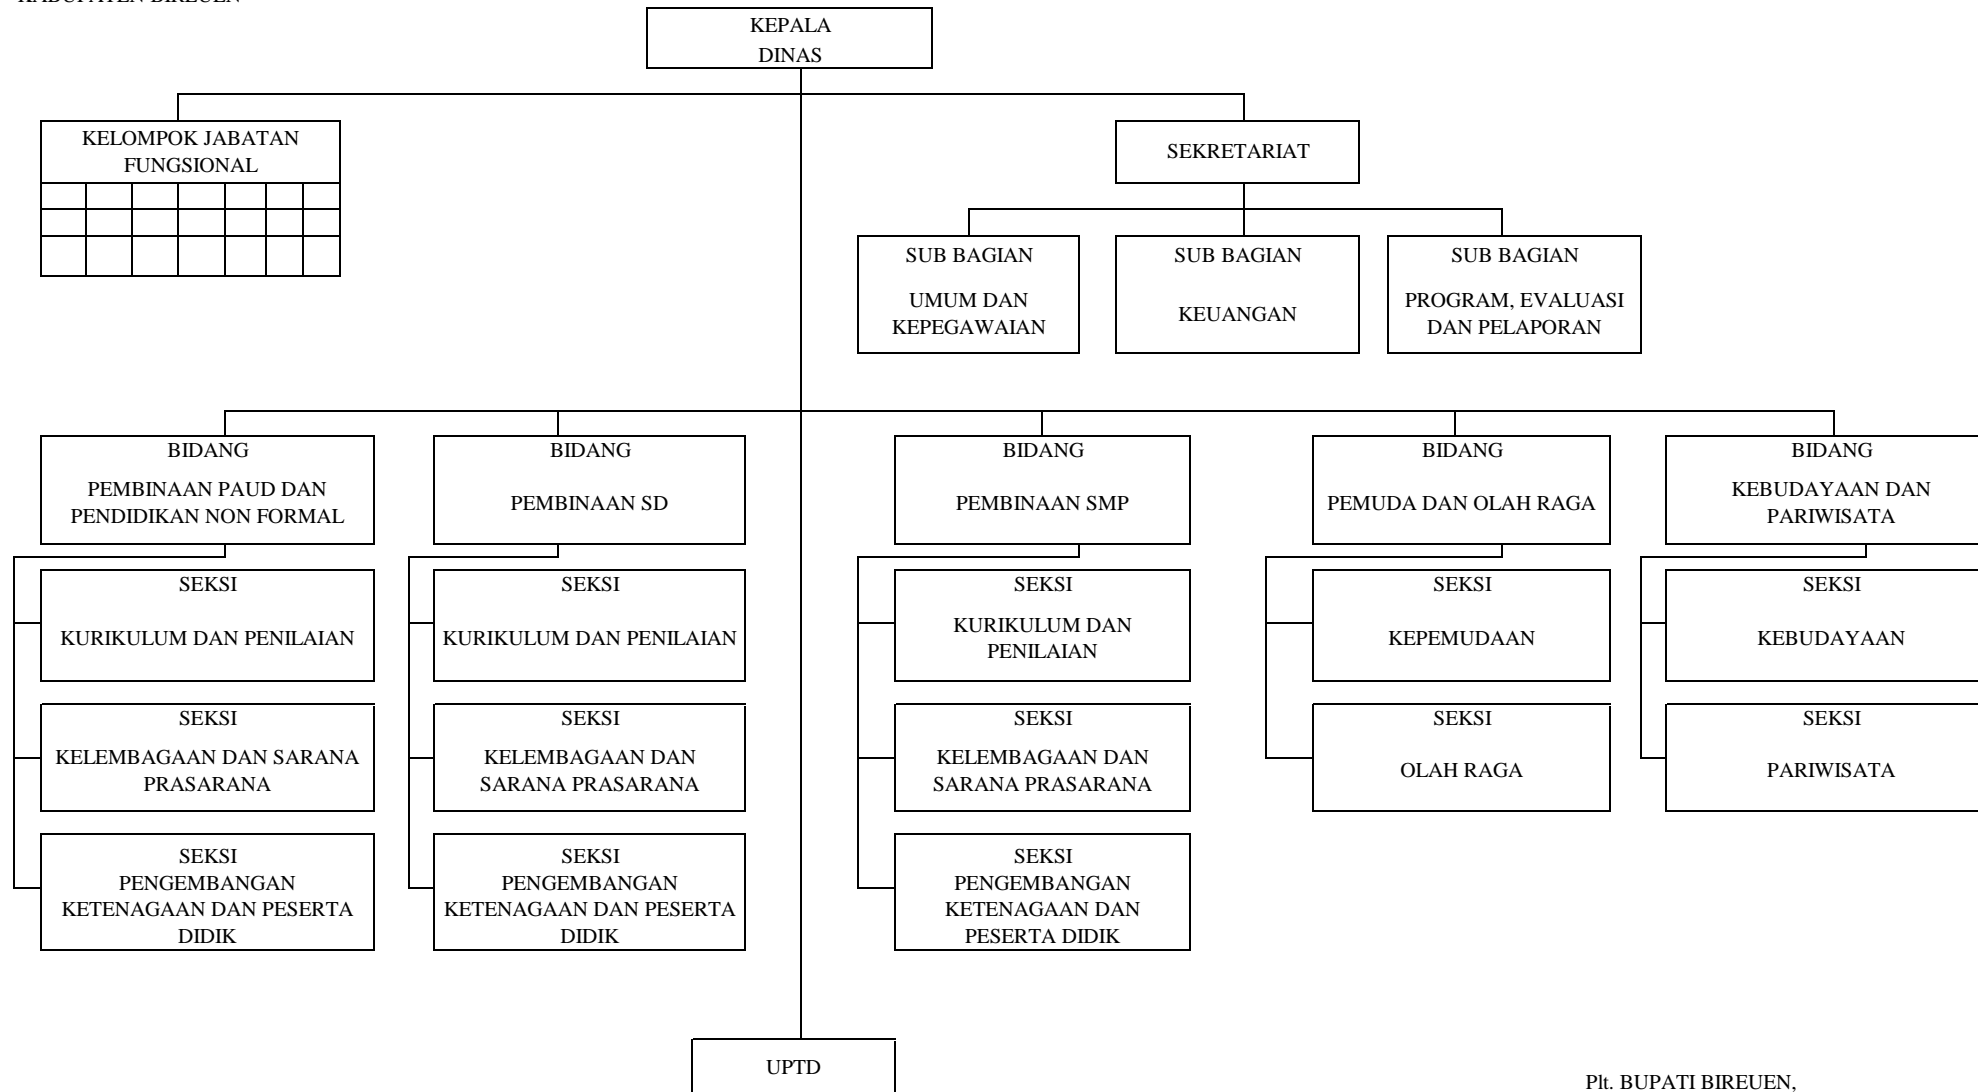 KABUPATEN BIREUEN
KEPALA
DINAS
KELOMPOK JABATAN
FUNGSIONAL
SEKRETARIAT
SUB BAGIAN
UMUM DAN
KEPEGAWAIAN
SUB BAGIAN
KEUANGAN
SUB BAGIAN
PROGRAM, EVALUASI
DAN PELAPORAN
BIDANG
PEMBINAAN PAUD DAN
PENDIDIKAN NON FORMAL
BIDANG
PEMBINAAN SD
BIDANG
PEMBINAAN SMP
BIDANG
PEMUDA DAN OLAH RAGA
BIDANG
KEBUDAYAAN DAN
PARIWISATA
SEKSI
KURIKULUM DAN PENILAIAN
SEKSI
KURIKULUM DAN PENILAIAN
SEKSI
KURIKULUM DAN
PENILAIAN
SEKSI
KEPEMUDAAN
SEKSI
KEBUDAYAAN
SEKSI
KELEMBAGAAN DAN SARANA
PRASARANA
SEKSI
KELEMBAGAAN DAN
SARANA PRASARANA
SEKSI
KELEMBAGAAN DAN
SARANA PRASARANA
SEKSI
OLAH RAGA
SEKSI
PARIWISATA
SEKSI
PENGEMBANGAN
KETENAGAAN DAN PESERTA
DIDIK
SEKSI
PENGEMBANGAN
KETENAGAAN DAN PESERTA
DIDIK
SEKSI
PENGEMBANGAN
KETENAGAAN DAN
PESERTA DIDIK
UPTD
Plt. BUPATI BIREUEN,